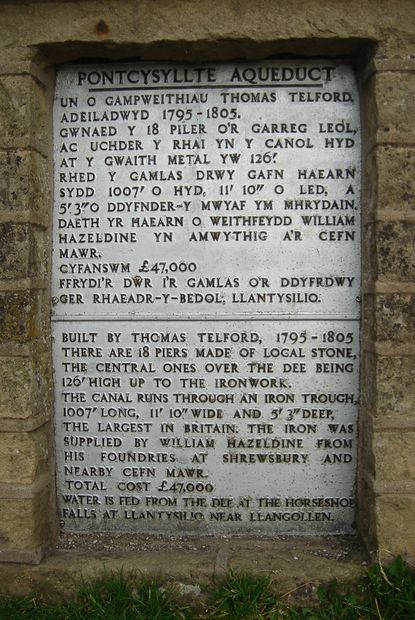 PONTCYSYLLTE AQUEDUCT
UN O GAMPWEITHIAU THOMAS TELFORD,
ADEILADWYD 1795-1805.
GWNAED Y 18 PILER O'R GARREG LEOL,
AC UCHDER Y RHAI YN Y CANOL HYD
AT Y GWAITH METAL YW 126'.
RHED Y GAMLAS DRWY GAFN HAEARN
SYDD 1007' O HYD, 11' 10" O LED, A
5' 3" O DDYFNDER-Y MWYAF YM MHRYDAIN.
DAETH YR HAEARN O WEITHFEYDD WILLIAM
HAZELDINE YN AMWYTHIG A'R CEFN
MAWR.
CYFANSWM £47,000
FFRYDI'R DŴR I'R GAMLAS O'R DDYFRDWY
GER RHAEADR-Y-BEDOL, LLANTYSILIO.
BUILT BY THOMAS TELFORD, 1795-1805
THERE ARE 18 PIERS MADE OF LOCAL STONE,
THE CENTRAL ONES OVER THE DEE BEING
126' HIGH UP TO THE IRONWORK.
THE CANAL RUNS THROUGH AN IRON TROUGH,
1007' LONG, 11' 10" WIDE AND 5' 3" DEEP,
THE LARGEST IN BRITAIN. THE IRON WAS
SUPPLIED BY WILLIAM HAZELDINE FROM
HIS FOUNDRIES AT SHREWSBURY AND
NEARBY CEFN MAWR.
TOTAL COST £47,000
WATER IS FED FROM THE DEE AT THE HORSESHOE
FALLS AT LLANTYSILIO NEAR LLANGOLLEN.